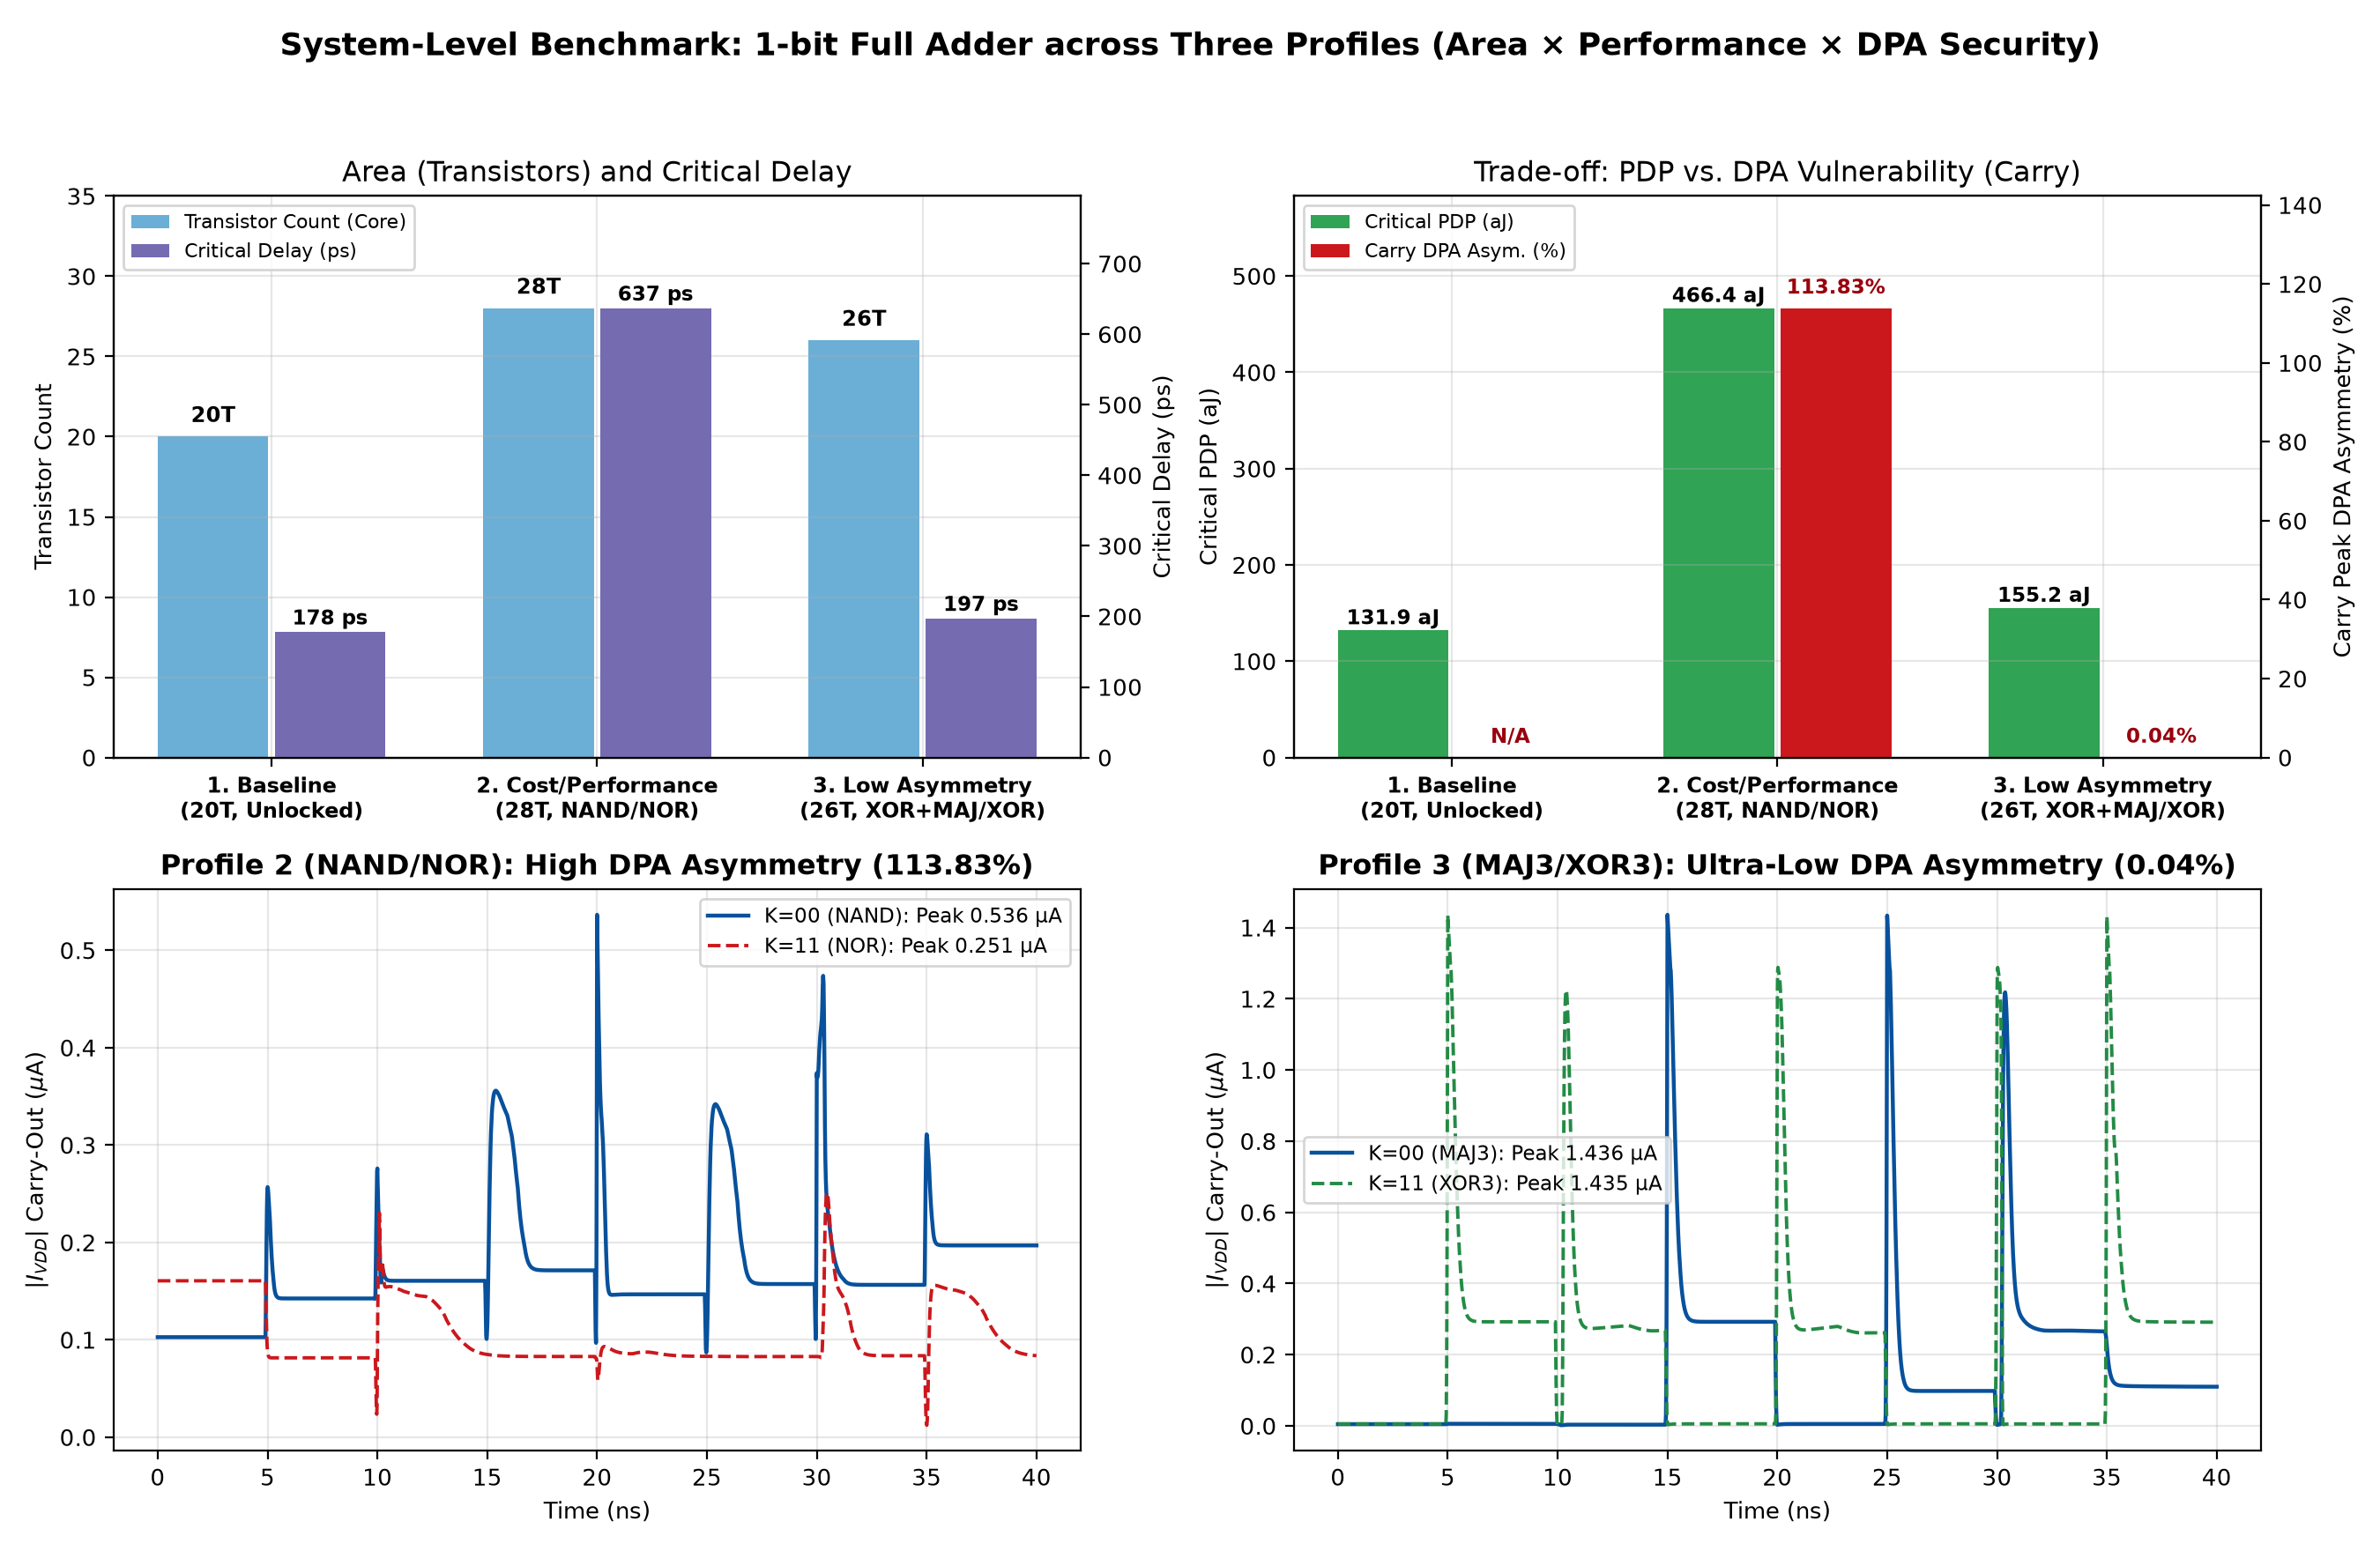 System-Level Benchmark: 1-bit Full Adder across Three Profiles (Area × Performance × DPA Security)
Area (Transistors) and Critical Delay
Transistor Count (Core)
Critical Delay (ps)
35
30
25
20
15
10
5
0
Transistor Count
20T
178 ps
28T
637 ps
26T
197 ps
700
600
500
400
300
200
100
0
Critical Delay (ps)
1. Baseline
(20T, Unlocked)
2. Cost/Performance
(28T, NAND/NOR)
3. Low Asymmetry
(26T, XOR+MAJ/XOR)
Trade-off: PDP vs. DPA Vulnerability (Carry)
Critical PDP (aJ)
Carry DPA Asym. (%)
500
400
300
200
100
0
Critical PDP (aJ)
131.9 aJ
N/A
466.4 aJ
113.83%
155.2 aJ
0.04%
140
120
100
80
60
40
20
0
Carry Peak DPA Asymmetry (%)
1. Baseline
(20T, Unlocked)
2. Cost/Performance
(28T, NAND/NOR)
3. Low Asymmetry
(26T, XOR+MAJ/XOR)
Profile 2 (NAND/NOR): High DPA Asymmetry (113.83%)
K=00 (NAND): Peak 0.536 µA
K=11 (NOR): Peak 0.251 µA
0.5
0.4
0.3
0.2
0.1
0.0
|I_VDD| Carry-Out (µA)
0 5 10 15 20 25 30 35 40
Time (ns)
Profile 3 (MAJ3/XOR3): Ultra-Low DPA Asymmetry (0.04%)
K=00 (MAJ3): Peak 1.436 µA
K=11 (XOR3): Peak 1.435 µA
1.4
1.2
1.0
0.8
0.6
0.4
0.2
0.0
|I_VDD| Carry-Out (µA)
0 5 10 15 20 25 30 35 40
Time (ns)